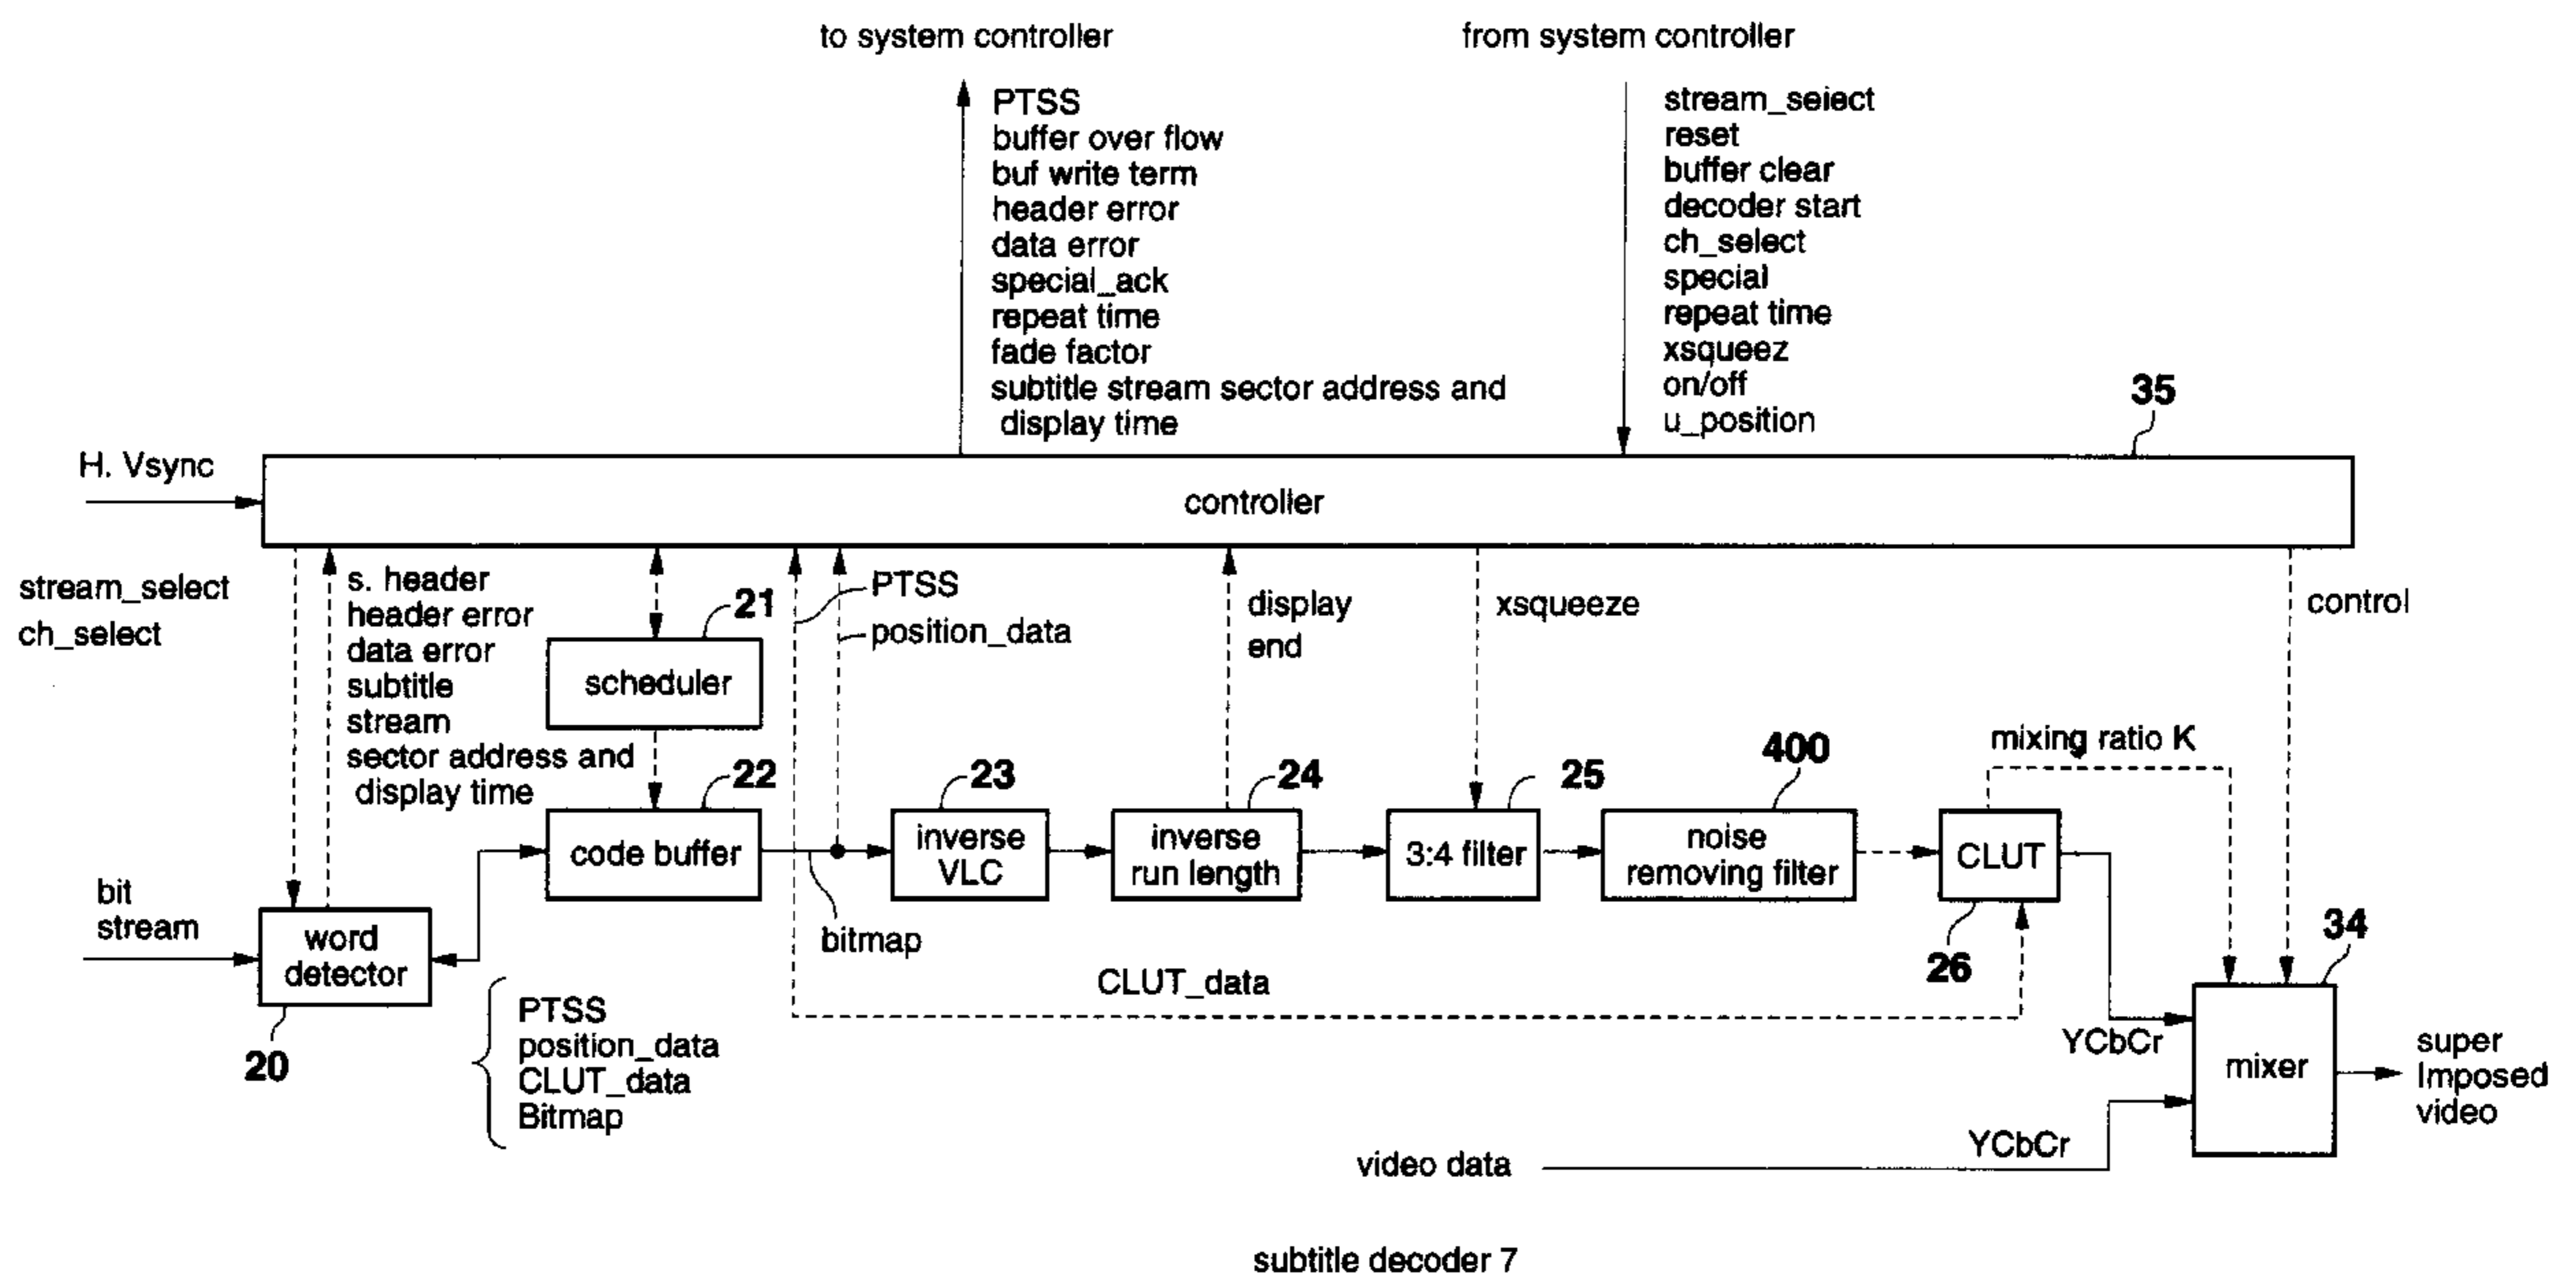 to system controller
from system controller
PTSS
buffer over flow
buf write term
header error
data error
special_ack
repeat time
fade factor
subtitle stream sector address and
display time
stream_seiect
reset
buffer clear
decoder start
ch_select
special
repeat time
xsqueez
on/off
u_position
35
H. Vsync
controller
stream_select
ch_select
s. header
header error
data error
subtitle
stream
sector address and
display time
21
scheduler
PTSS
position_data
display
end
xsqueeze
control
22
code buffer
23
inverse
VLC
24
inverse
run length
25
3:4 filter
400
noise
removing filter
mixing ratio K
CLUT
26
bit
stream
word
detector
20
bitmap
CLUT_data
PTSS
position_data
CLUT_data
Bitmap
34
YCbCr
mixer
super
Imposed
video
YCbCr
video data
subtitle decoder 7